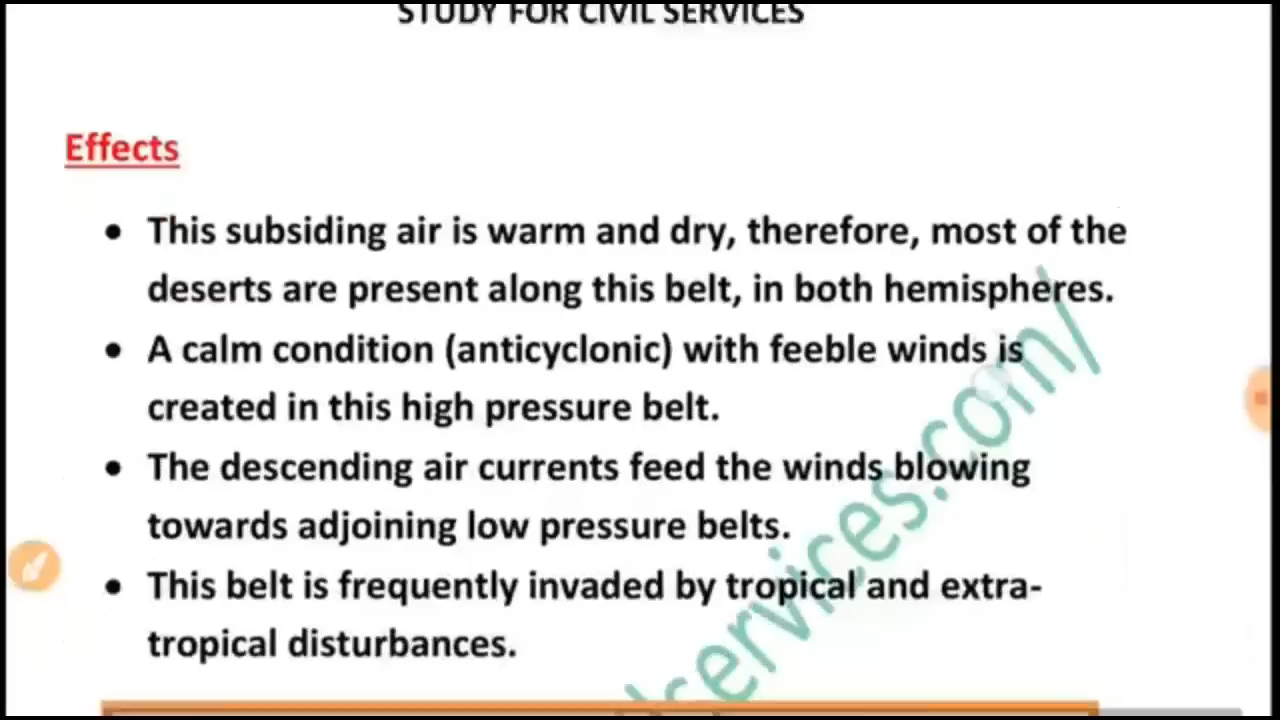 STUDY FOR CIVIL SERVICES
Effects
• This subsiding air is warm and dry, therefore, most of the
deserts are present along this belt, in both hemispheres.
• A calm condition (anticyclonic) with feeble winds is
created in this high pressure belt.
• The descending air currents feed the winds blowing
towards adjoining low pressure belts.
• This belt is frequently invaded by tropical and extra-
tropical disturbances.
services.com/